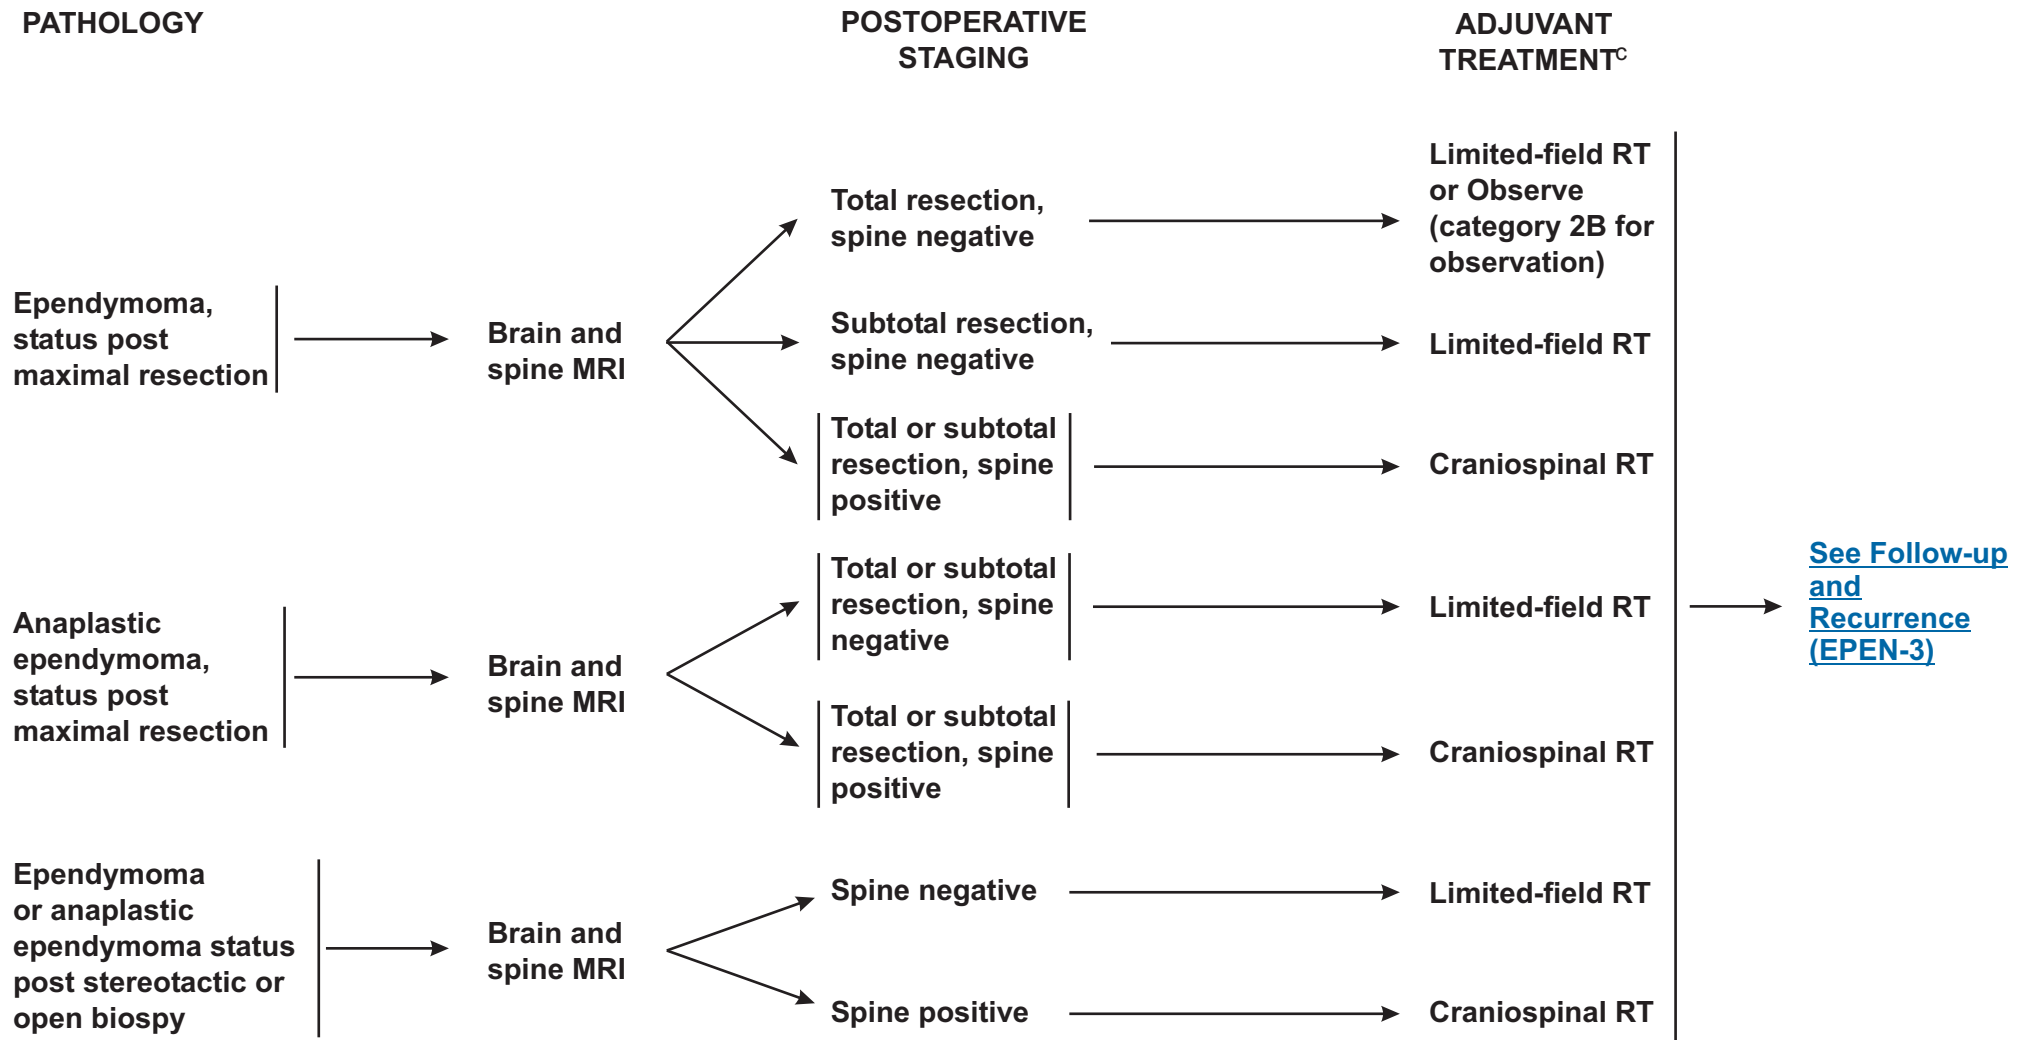 PATHOLOGY
POSTOPERATIVE
STAGING
ADJUVANT
TREATMENTᶜ
Ependymoma,
status post
maximal resection
Brain and
spine MRI
Total resection,
spine negative
Limited-field RT
or Observe
(category 2B for
observation)
Subtotal resection,
spine negative
Limited-field RT
Total or subtotal
resection, spine
positive
Craniospinal RT
Anaplastic
ependymoma,
status post
maximal resection
Brain and
spine MRI
Total or subtotal
resection, spine
negative
Limited-field RT
Total or subtotal
resection, spine
positive
Craniospinal RT
Ependymoma
or anaplastic
ependymoma status
post stereotactic or
open biospy
Brain and
spine MRI
Spine negative
Limited-field RT
Spine positive
Craniospinal RT
See Follow-up
and
Recurrence
(EPEN-3)